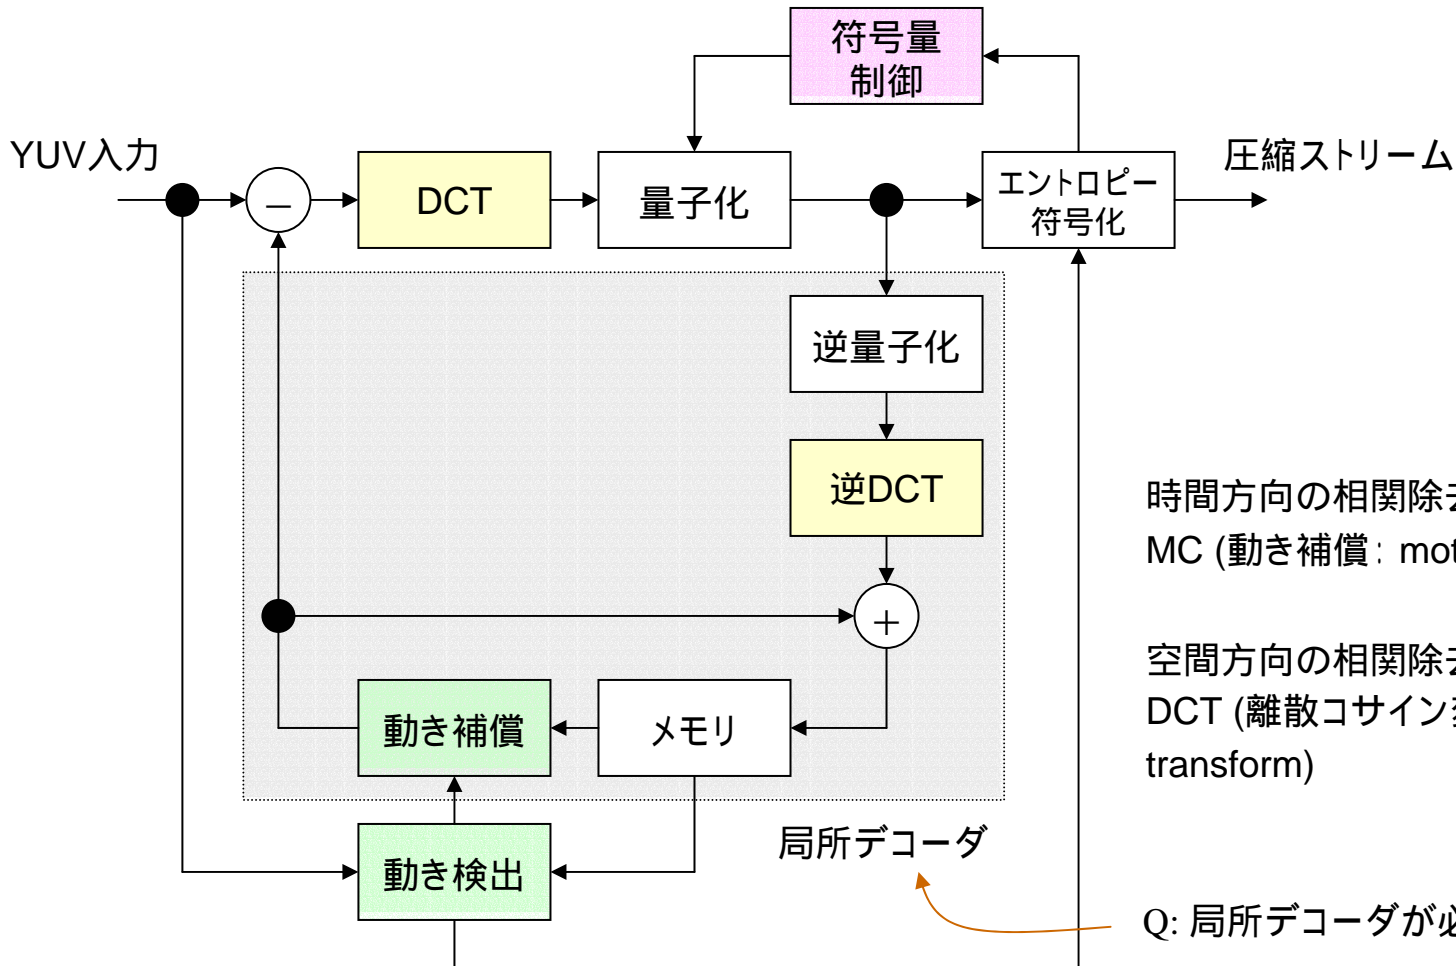 符号量
制御
YUV入力
圧縮ストリーム
−
DCT
量子化
エントロピー
符号化
逆量子化
逆DCT
時間方向の相関除
MC (動き補償: mot
+
空間方向の相関除
DCT (離散コサイン
transform)
動き補償
メモリ
局所デコーダ
動き検出
Q: 局所デコーダが必